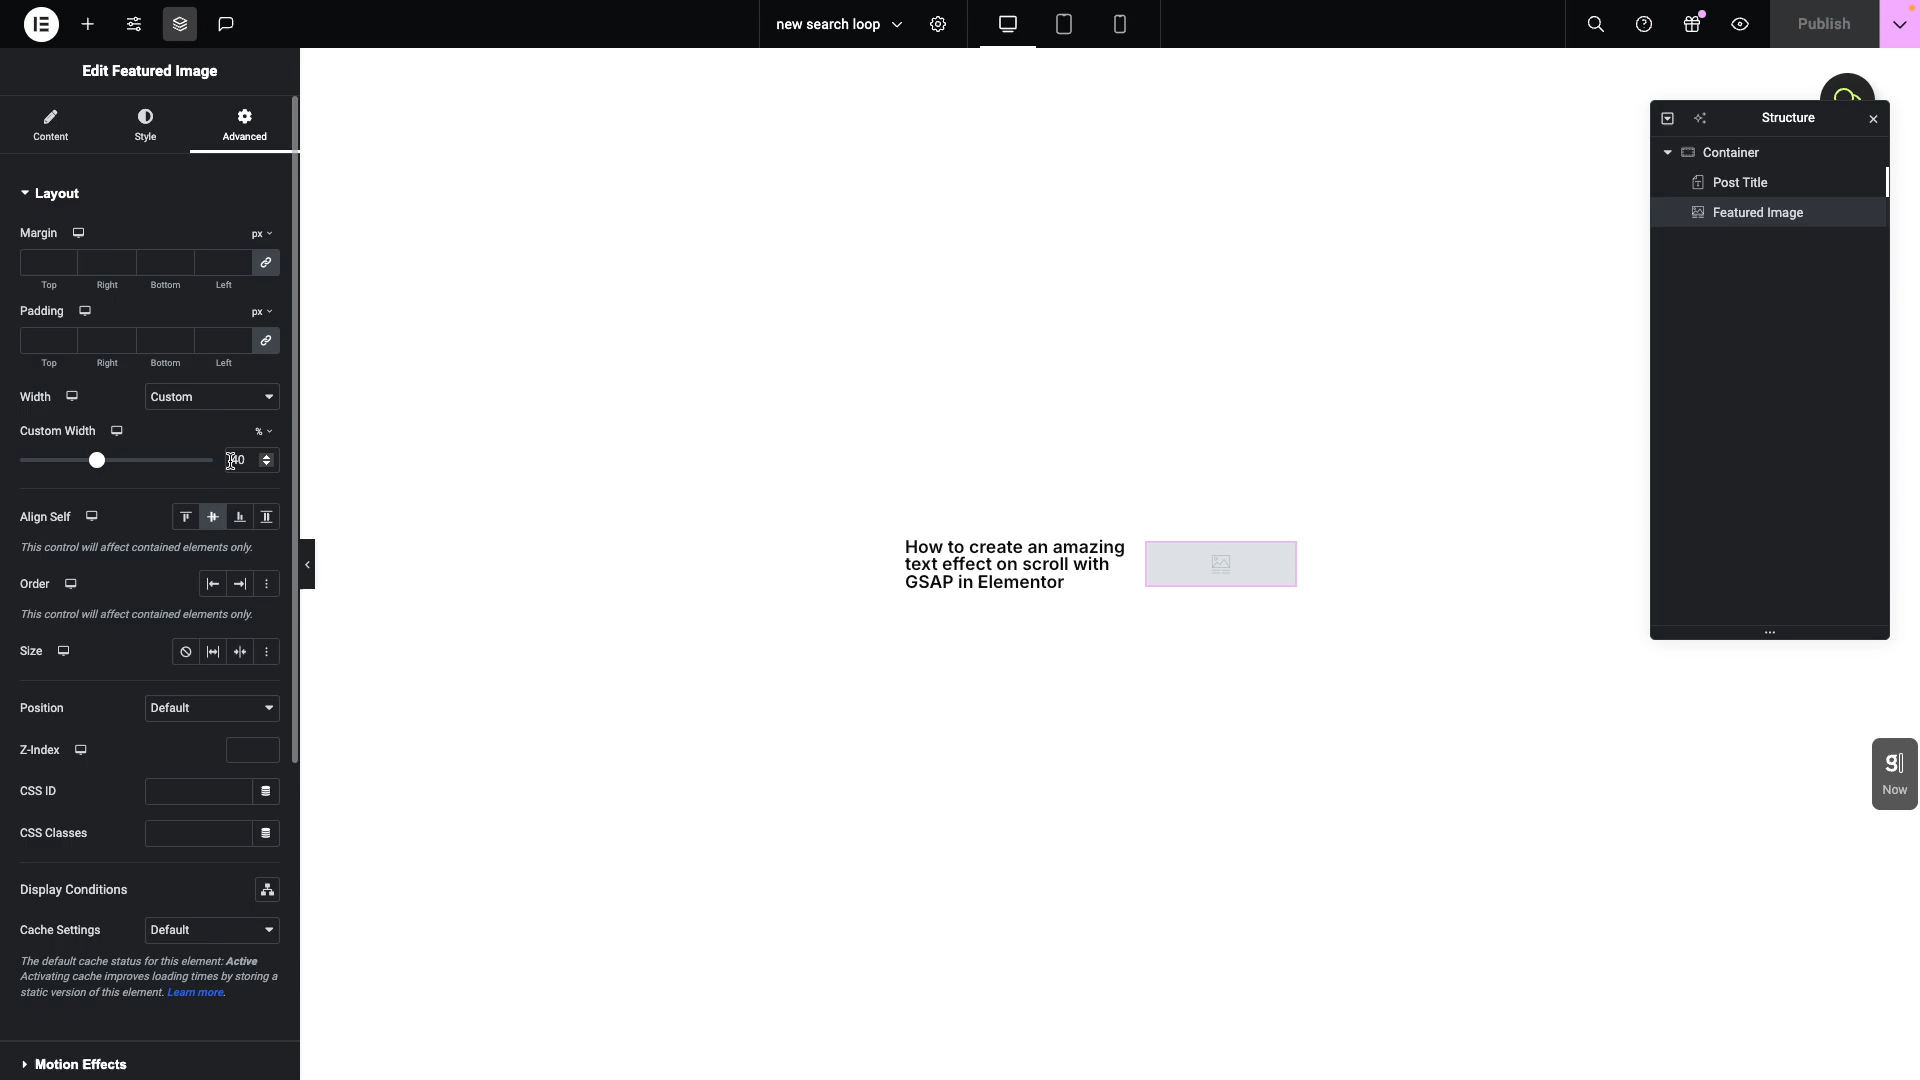 new search loop
Publish
Edit Featured Image
Content
Style
Advanced
Layout
Margin
px
Top Right Bottom Left
Padding
px
Top Right Bottom Left
Width
Custom
Custom Width
%
40
Align Self
This control will affect contained elements only.
Order
This control will affect contained elements only.
Size
Position
Default
Z-Index
CSS ID
CSS Classes
Display Conditions
Cache Settings
Default
The default cache status for this element: Active
Activating cache improves loading times by storing a
static version of this element. Learn more.
Motion Effects
How to create an amazing
text effect on scroll with
GSAP in Elementor
Structure
Container
Post Title
Featured Image
g
Now